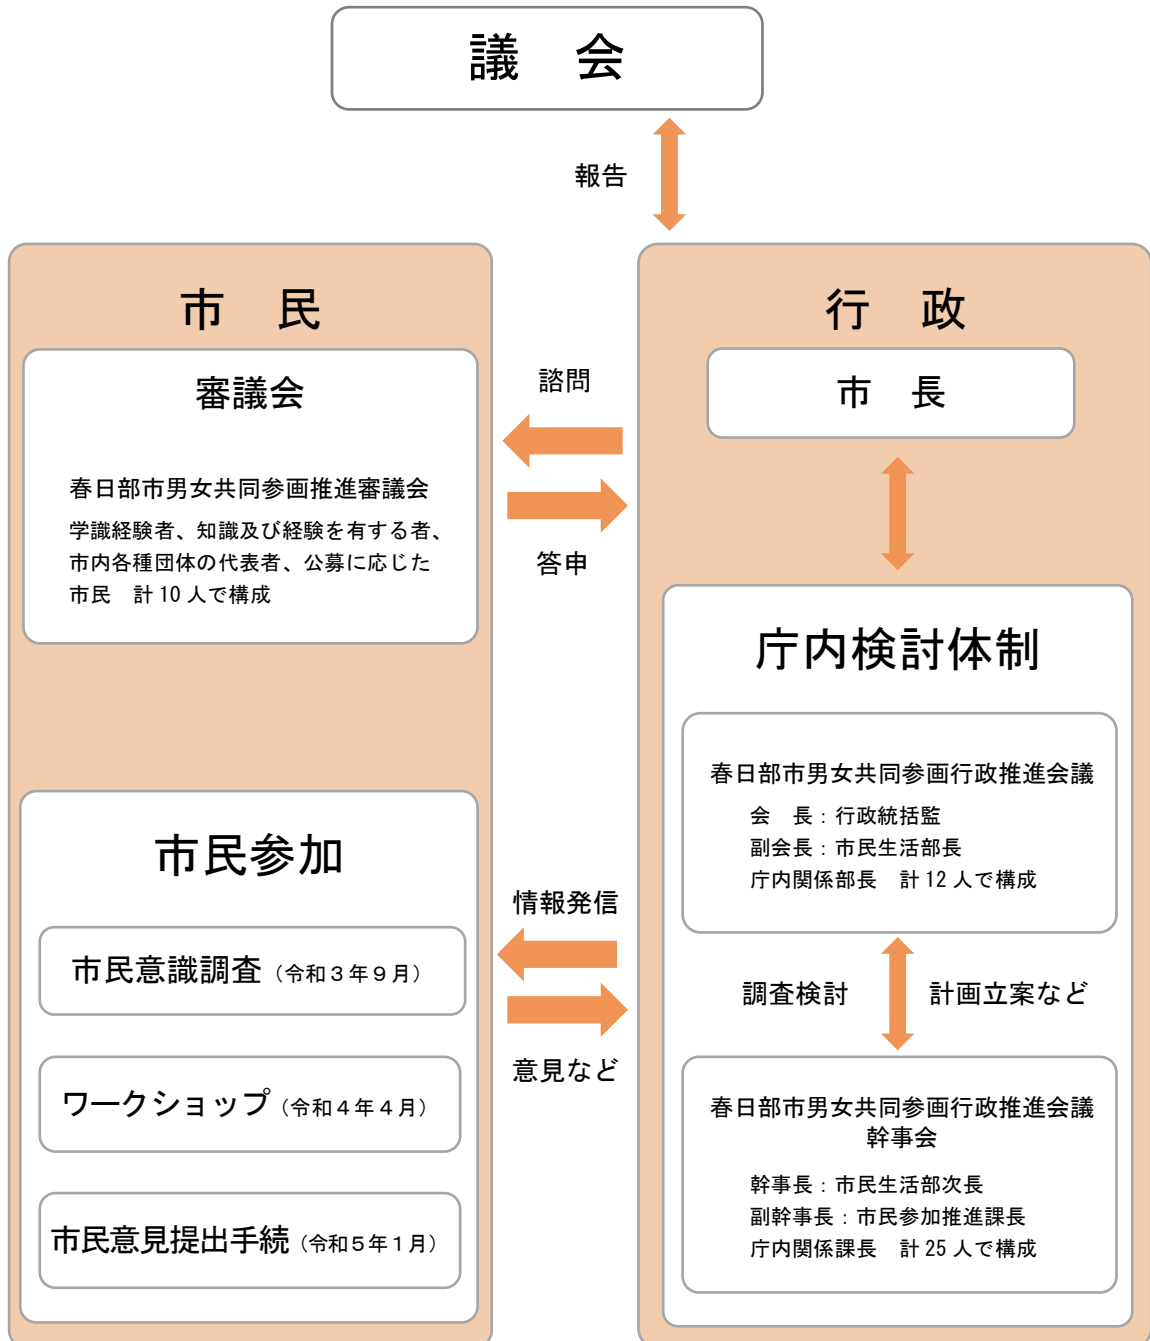 議　会
報告
市　民
審議会
春日部市男女共同参画推進審議会
学識経験者、知識及び経験を有する者、
市内各種団体の代表者、公募に応じた
市民　計10人で構成
諮問
答申
市民参加
市民意識調査（令和３年９月）
ワークショップ（令和４年４月）
市民意見提出手続（令和５年１月）
情報発信
意見など
行　政
市　長
庁内検討体制
春日部市男女共同参画行政推進会議
会　長：行政統括監
副会長：市民生活部長
庁内関係部長　計12人で構成
調査検討
計画立案など
春日部市男女共同参画行政推進会議
幹事会
幹事長：市民生活部次長
副幹事長：市民参加推進課長
庁内関係課長　計25人で構成